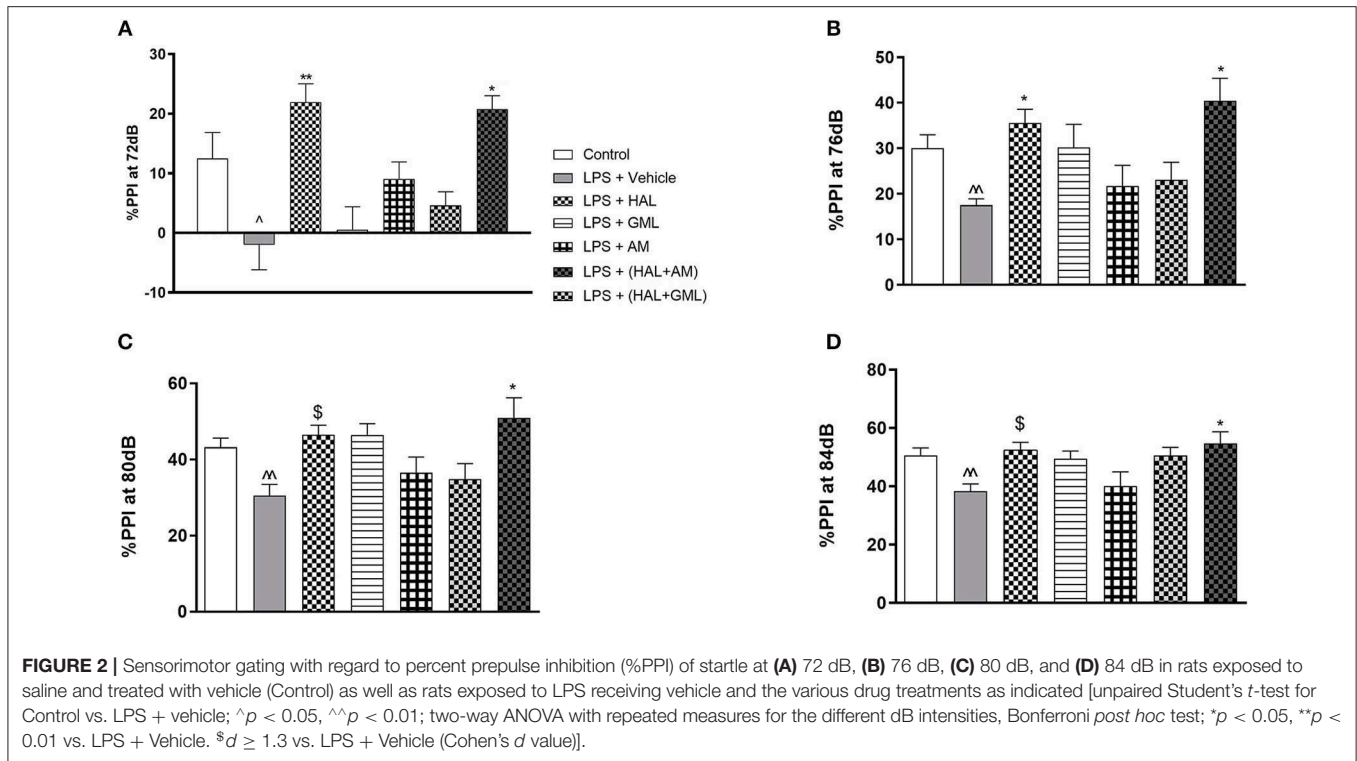 A
30
20
10
0
-10
%PPI at 72dB
^
**
*
Control
LPS + Vehicle
LPS + HAL
LPS + GML
LPS + AM
LPS + (HAL+AM)
LPS + (HAL+GML)
B
50
40
30
20
10
0
%PPI at 76dB
^^
*
*
C
60
40
20
0
%PPI at 80dB
^^
$
*
D
80
60
40
20
0
%PPI at 84dB
^^
$
*
FIGURE 2 | Sensorimotor gating with regard to percent prepulse inhibition (%PPI) of startle at (A) 72 dB, (B) 76 dB, (C) 80 dB, and (D) 84 dB in rats exposed to
saline and treated with vehicle (Control) as well as rats exposed to LPS receiving vehicle and the various drug treatments as indicated [unpaired Student's t-test for
Control vs. LPS + vehicle; ^p < 0.05, ^^p < 0.01; two-way ANOVA with repeated measures for the different dB intensities, Bonferroni post hoc test; *p < 0.05, **p <
0.01 vs. LPS + Vehicle. $d ≥ 1.3 vs. LPS + Vehicle (Cohen's d value)].